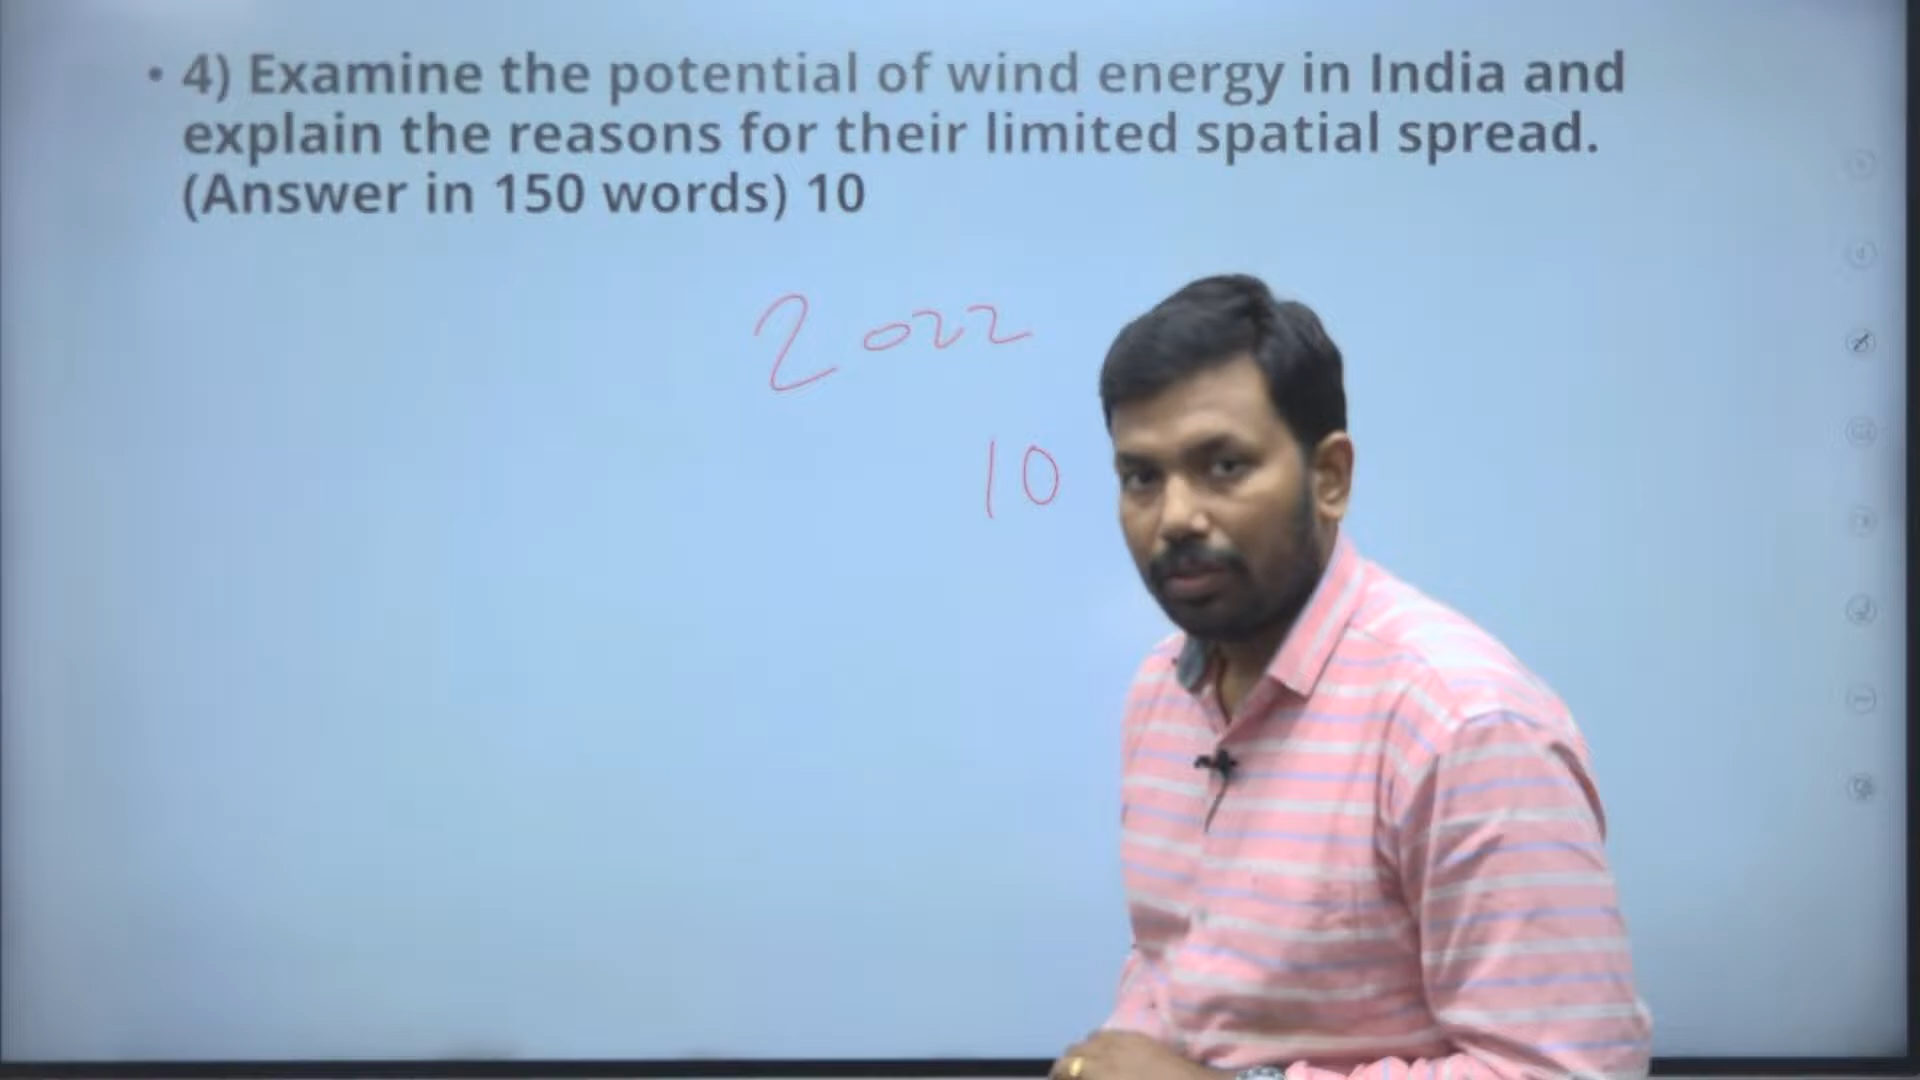 • 4) Examine the potential of wind energy in India and
explain the reasons for their limited spatial spread.
(Answer in 150 words) 10
2022
10